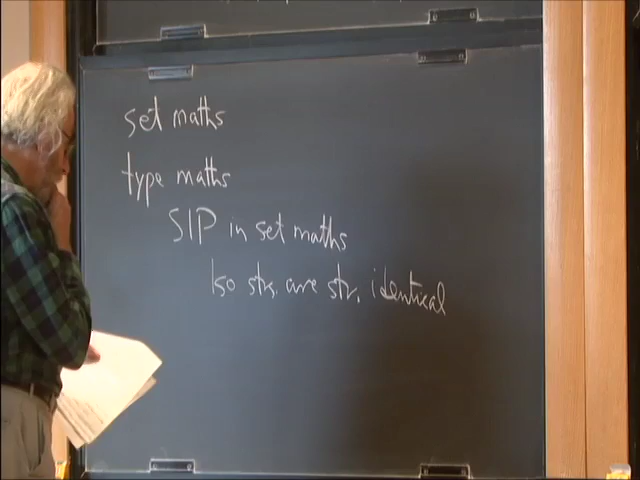 set maths
type maths
SIP in set maths
Iso strs. are str. identical